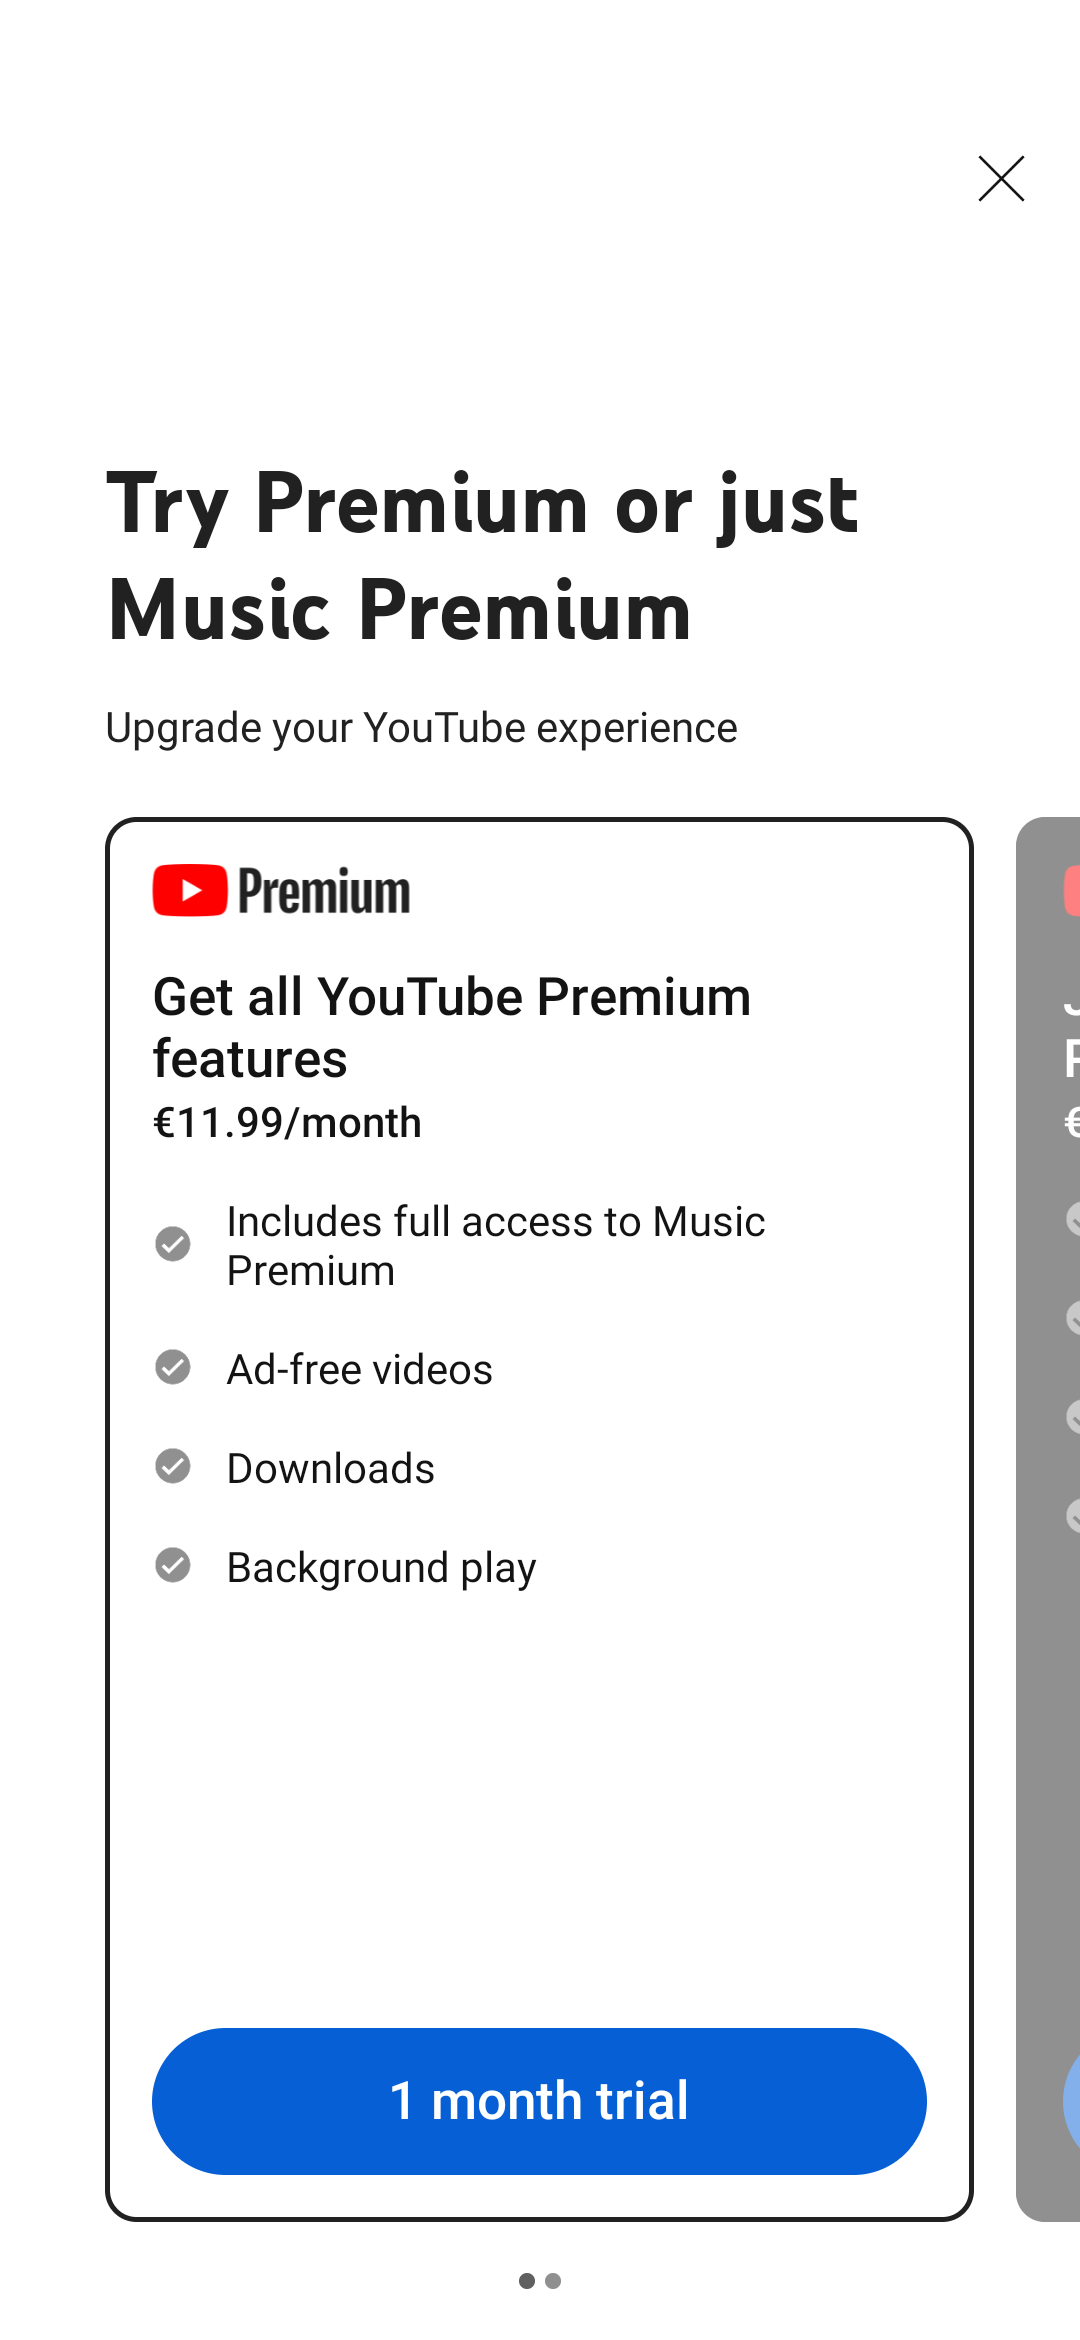 Try Premium or just
Music Premium
Upgrade your YouTube experience
Premium
Get all YouTube Premium
features
€11.99/month
Includes full access to Music
Premium
Ad-free videos
Downloads
Background play
1 month trial